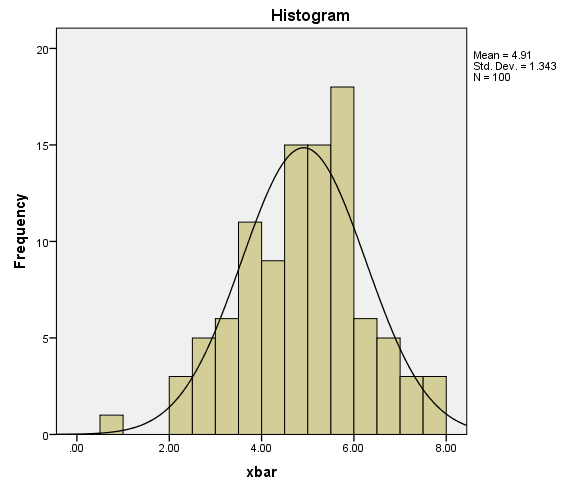 Histogram
Mean = 4.91
Std. Dev. = 1.343
N = 100
20
15
10
5
0
Frequency
.00
2.00
4.00
6.00
8.00
xbar